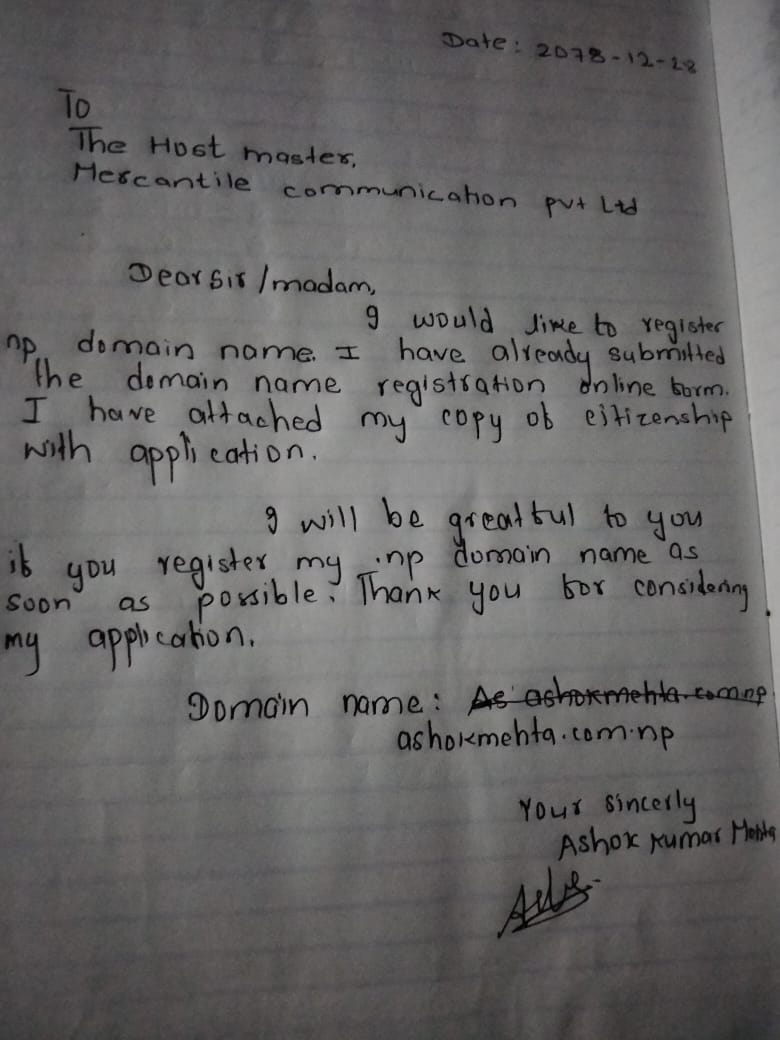 Date: 2078-12-28
To
The Host master,
Mercantile communication pvt Ltd
Dear sir/madam,
I would like to register
np domain name. I have already submitted
the domain name registration online form.
I have attached my copy of citizenship
with application.
I will be greatful to you
if you register my .np domain name as
soon as possible. Thank you for considering
my application.
Domain name: As ashokmehta.com.np
ashokmehta.com.np
Your sincerly
Ashok Kumar Mehta